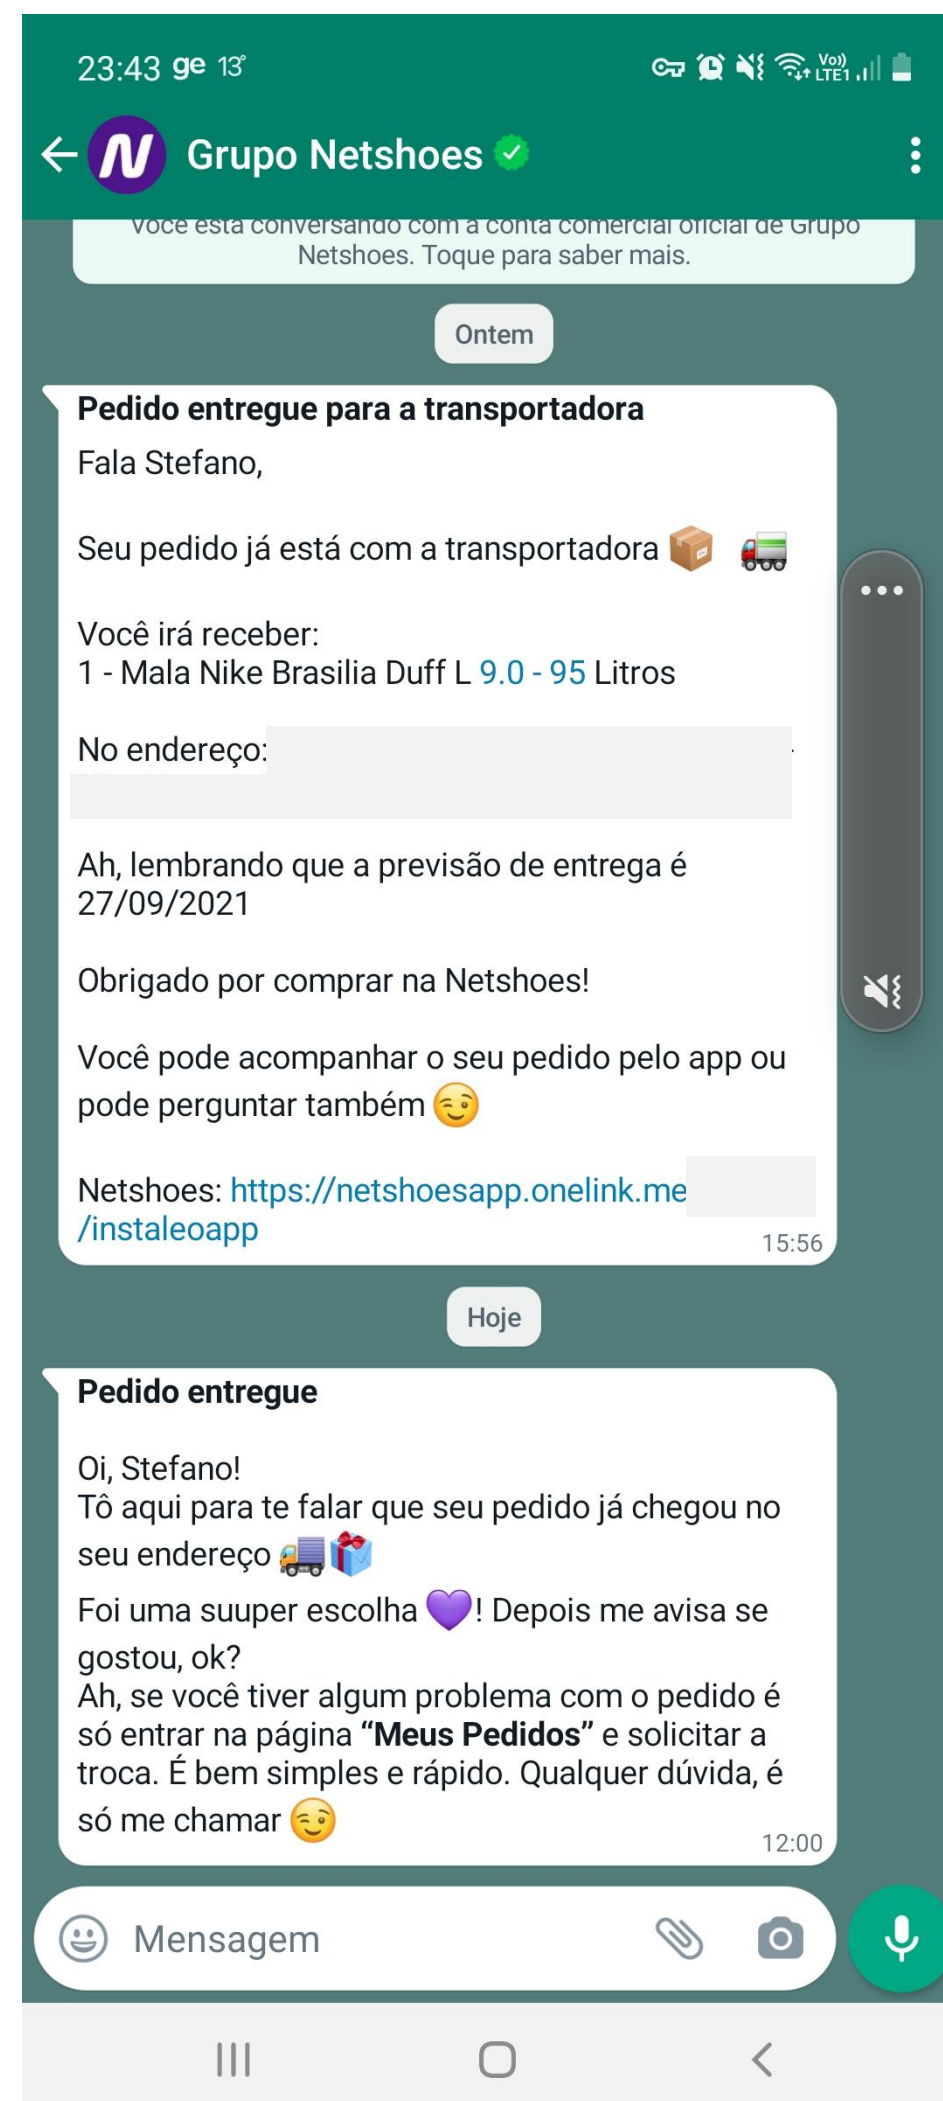 23:43 ge 13°
Vo))
LTE1
N Grupo Netshoes
Você está conversando com a conta comercial oficial de Grupo
Netshoes. Toque para saber mais.
Ontem
Pedido entregue para a transportadora
Fala Stefano,
Seu pedido já está com a transportadora 📦 🚛
Você irá receber:
1 - Mala Nike Brasilia Duff L 9.0 - 95 Litros
No endereço:
Ah, lembrando que a previsão de entrega é
27/09/2021
Obrigado por comprar na Netshoes!
Você pode acompanhar o seu pedido pelo app ou
pode perguntar também 😉
Netshoes: https://netshoesapp.onelink.me
/instaleoapp
15:56
Hoje
Pedido entregue
Oi, Stefano!
Tô aqui para te falar que seu pedido já chegou no
seu endereço 🚚🎁
Foi uma suuper escolha 💜! Depois me avisa se
gostou, ok?
Ah, se você tiver algum problema com o pedido é
só entrar na página “Meus Pedidos” e solicitar a
troca. É bem simples e rápido. Qualquer dúvida, é
só me chamar 😉
12:00
Mensagem